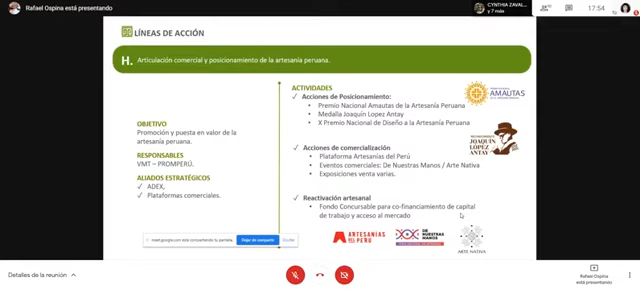 Rafael Ospina está presentando
CYNTHIA ZAVAL...
y 7 más
17:54
LÍNEAS DE ACCIÓN
H. Articulación comercial y posicionamiento de la artesanía peruana.
OBJETIVO
Promoción y puesta en valor de la
artesanía peruana.
RESPONSABLES
VMT – PROMPERÚ.
ALIADOS ESTRATÉGICOS
✓ ADEX,
✓ Plataformas comerciales.
ACTIVIDADES
✓ Acciones de Posicionamiento:
• Premio Nacional Amautas de la Artesanía Peruana
• Medalla Joaquín Lopez Antay
• X Premio Nacional de Diseño a la Artesanía Peruana
✓ Acciones de comercialización
• Plataforma Artesanías del Perú
• Eventos comerciales: De Nuestras Manos / Arte Nativa
• Exposiciones venta varias.
✓ Reactivación artesanal
• Fondo Concursable para co-financiamiento de capital
de trabajo y acceso al mercado
AMAUTAS
JOAQUÍN
LÓPEZ
ANTAY
ARTESANÍAS
DEL PERÚ
DE
NUESTRAS
MANOS
ARTE NATIVA
meet.google.com está compartiendo tu pantalla.
Dejar de compartir
Ocultar
Detalles de la reunión
Rafael Ospina
está presentando